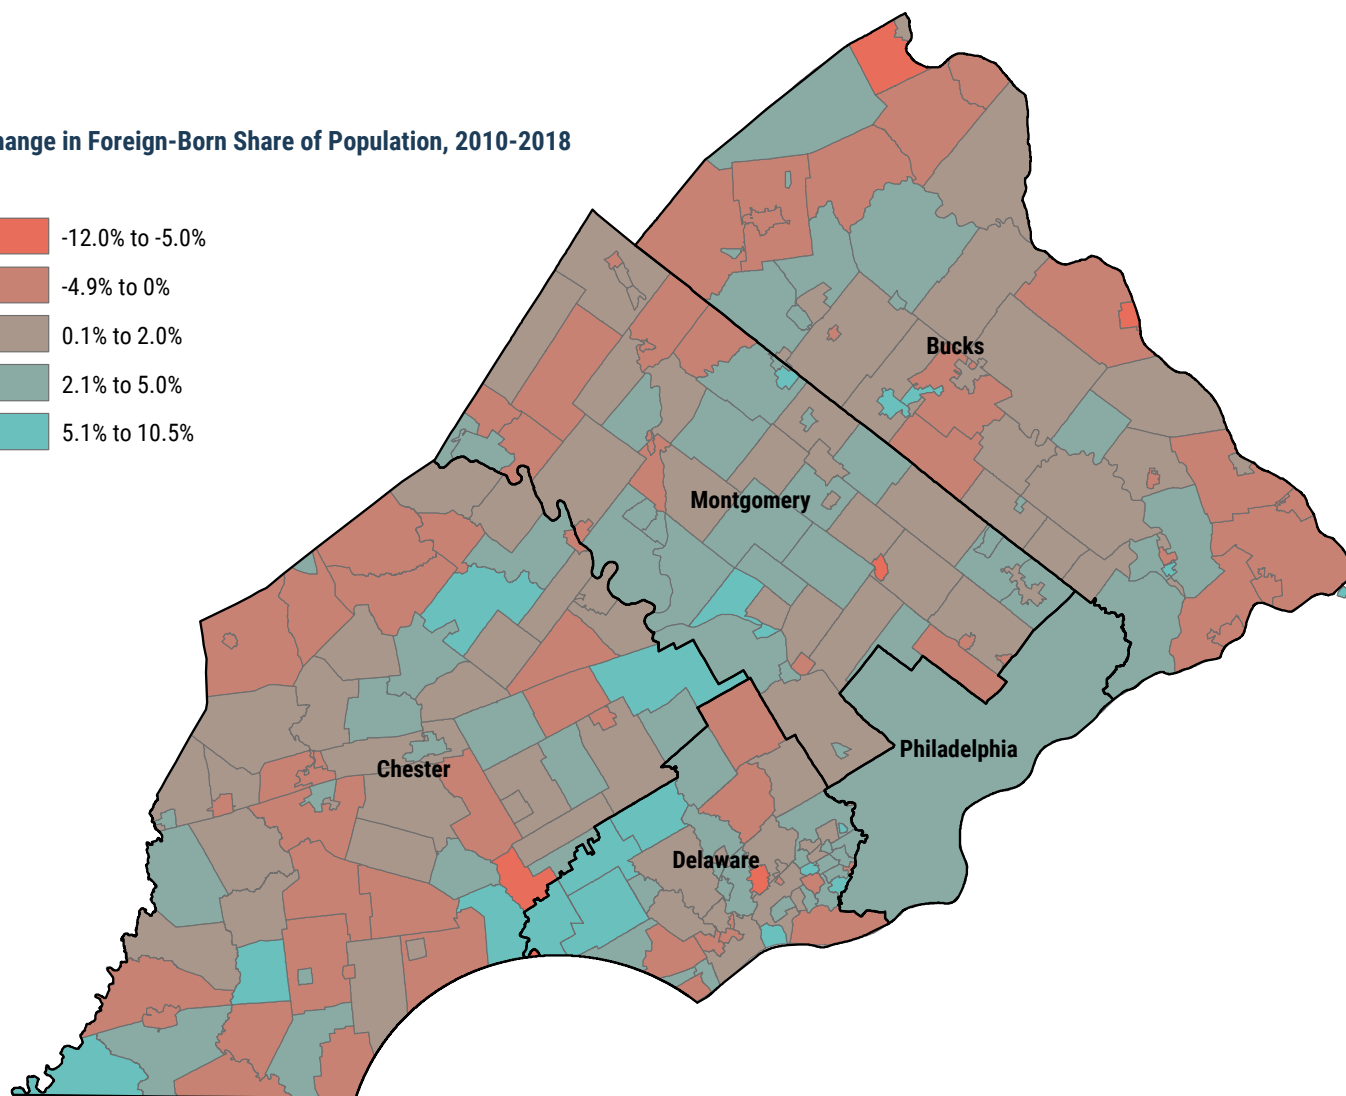 hange in Foreign-Born Share of Population, 2010-2018
-12.0% to -5.0%
-4.9% to 0%
0.1% to 2.0%
2.1% to 5.0%
5.1% to 10.5%
Bucks
Montgomery
Philadelphia
Chester
Delaware